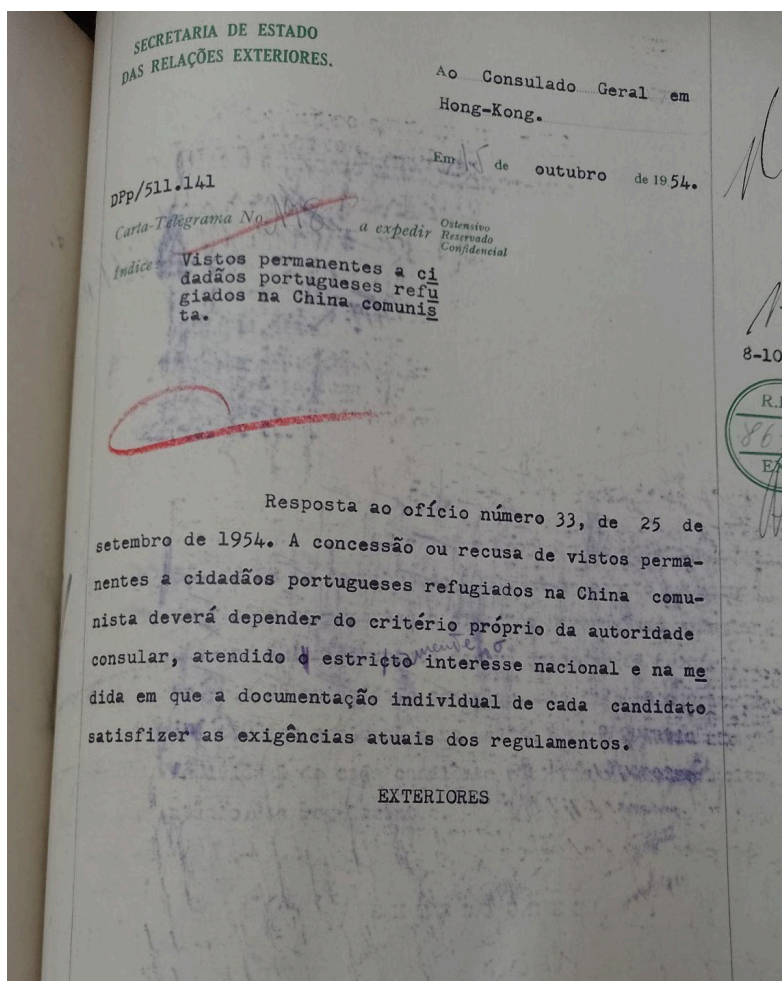 SECRETARIA DE ESTADO
DAS RELAÇÕES EXTERIORES.
Ao Consulado Geral em
Hong-Kong.
Em de outubro de 1954.
DPp/511.141
Carta-Telegrama No. a expedir
Ostensivo
Reservado
Confidencial
Índice: Vistos permanentes a ci
dadãos portugueses refu
giados na China comunis
ta.
8-10
R.
86
E
Resposta ao ofício número 33, de 25 de
setembro de 1954. A concessão ou recusa de vistos perma-
nentes a cidadãos portugueses refugiados na China comu-
nista deverá depender do critério próprio da autoridade
consular, atendido o estricto interesse nacional e na me
dida em que a documentação individual de cada candidato
satisfizer as exigências atuais dos regulamentos.
EXTERIORES